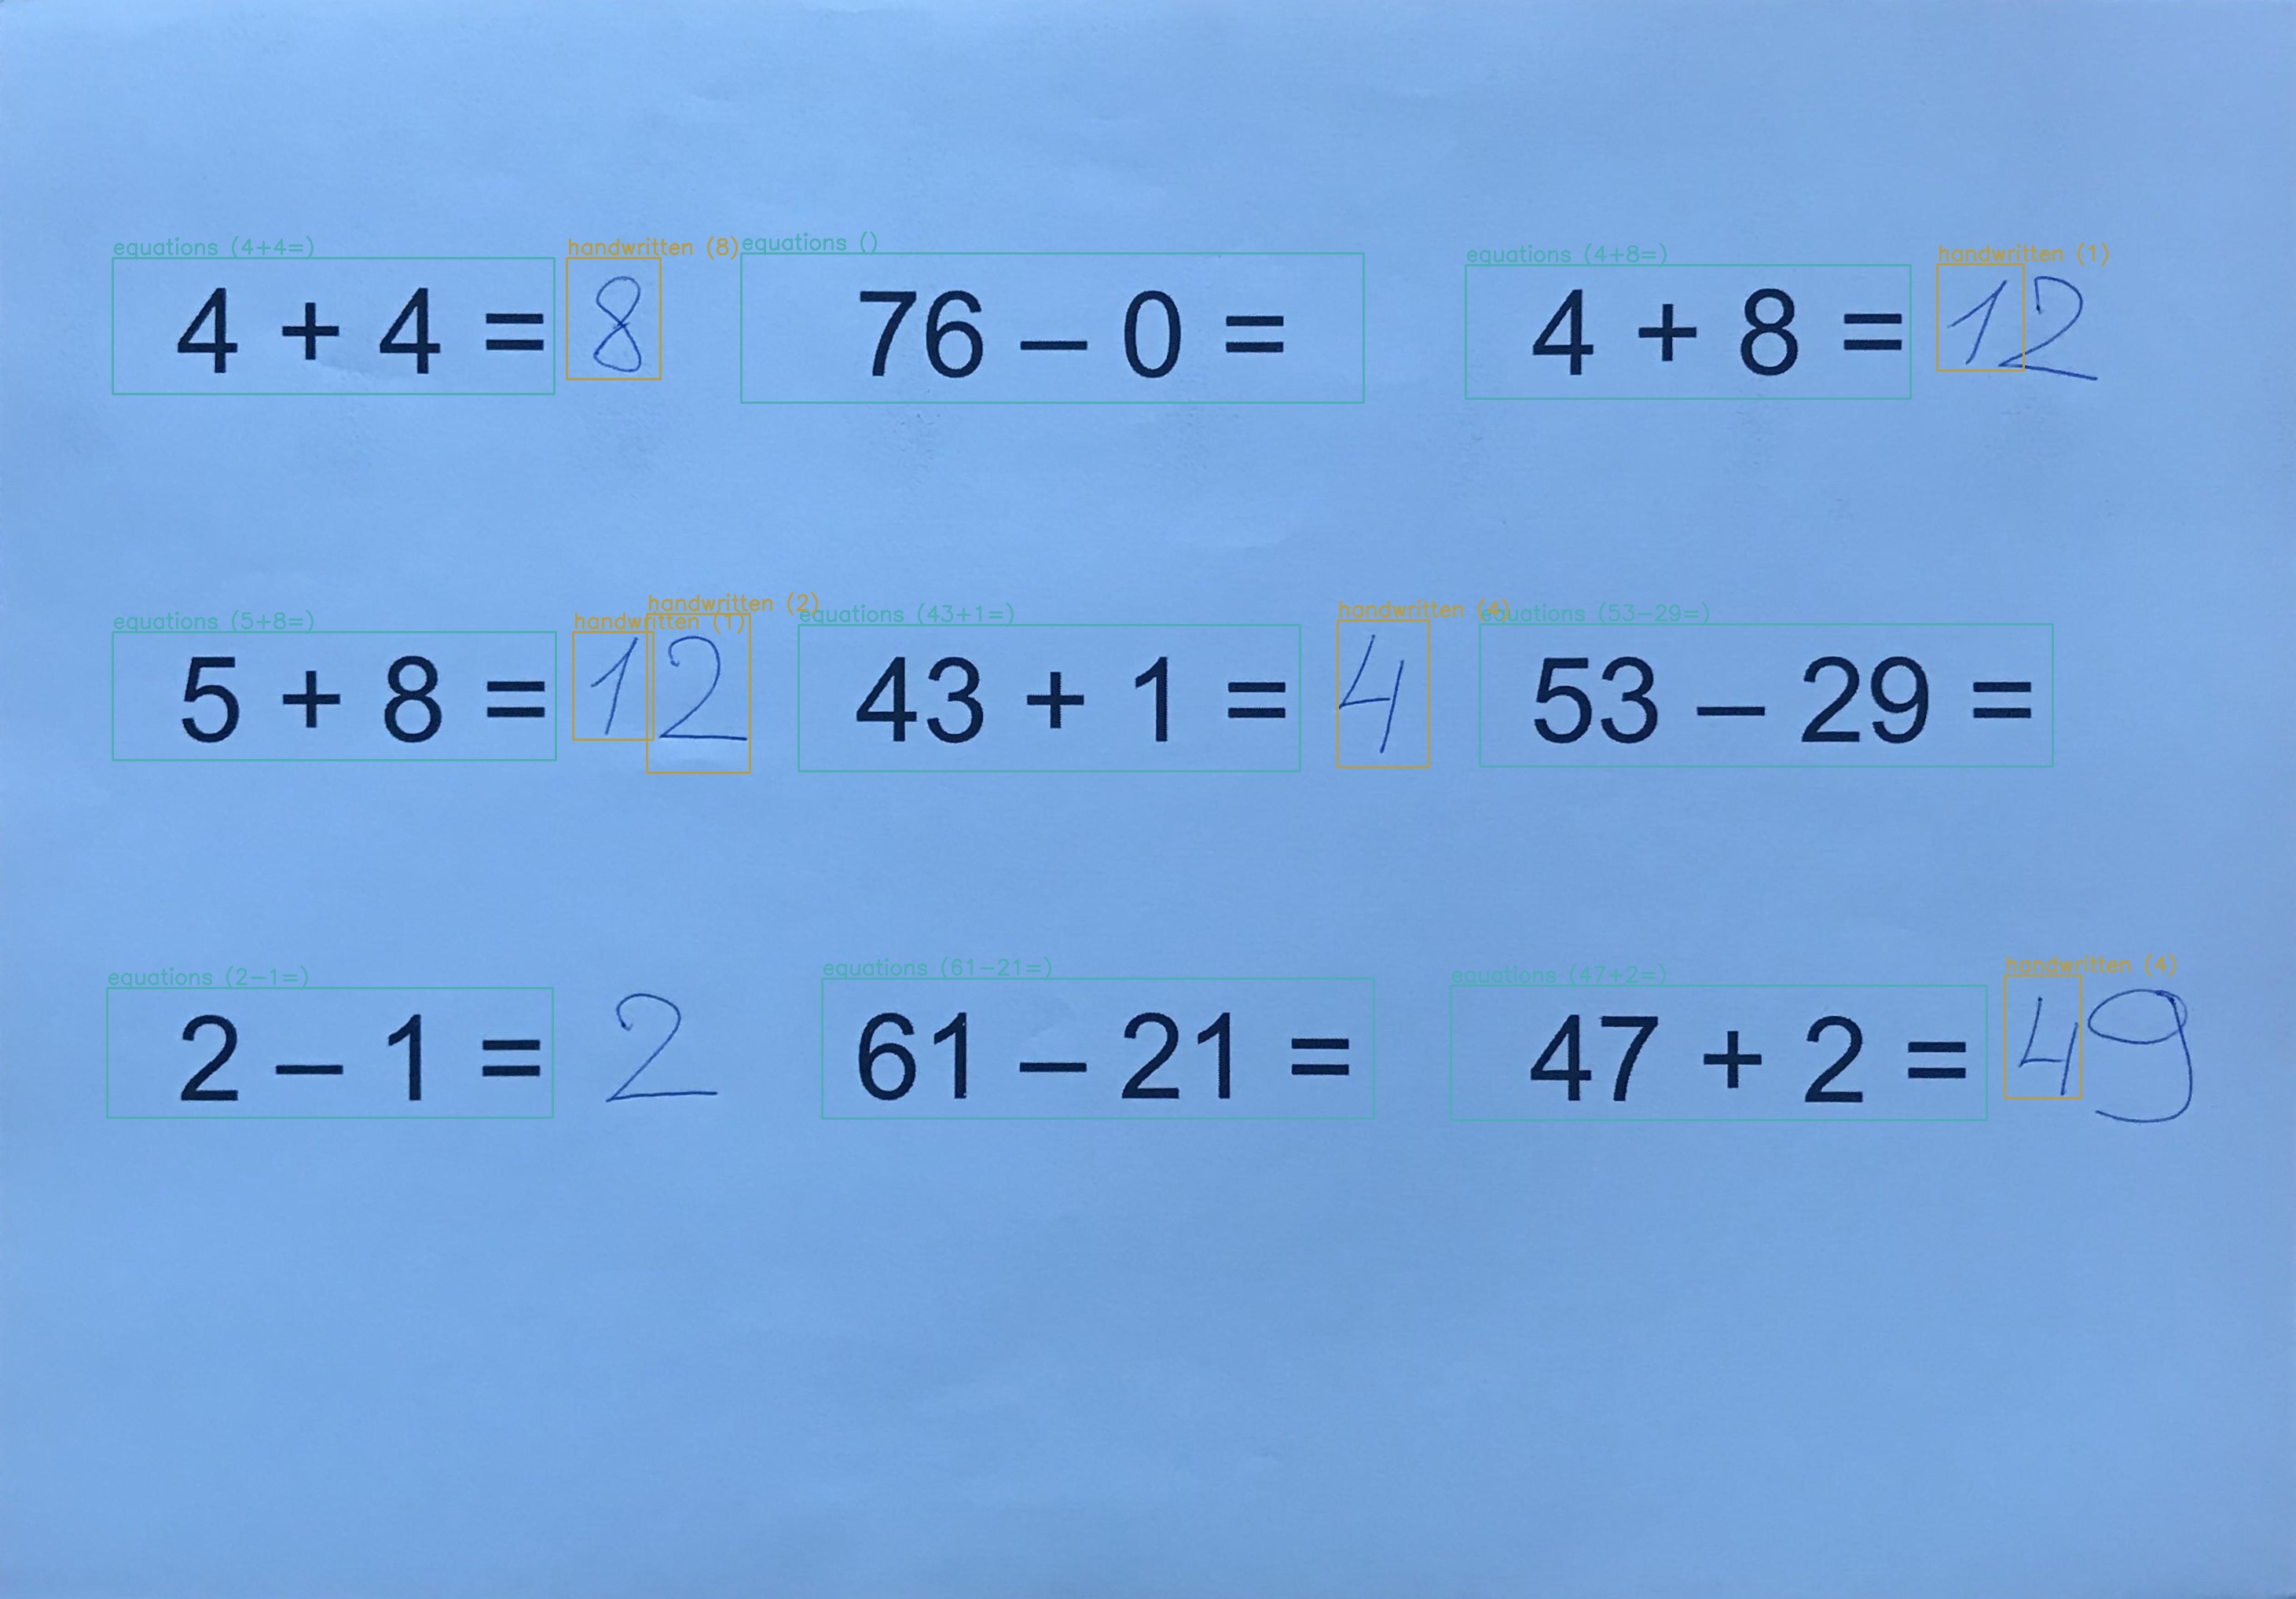 equations (4+4=) handwritten (8) equations () equations (4+8=) handwritten (1)
4 + 4 = 8 76 – 0 = 4 + 8 = 12
equations (5+8=) handwritten (1) handwritten (2) equations (43+1=) handwritten (4) equations (53-29=)
5 + 8 = 12 43 + 1 = 4 53 – 29 =
equations (2-1=) equations (61-21=) equations (47+2=) handwritten (4)
2 – 1 = 2 61 – 21 = 47 + 2 = 49